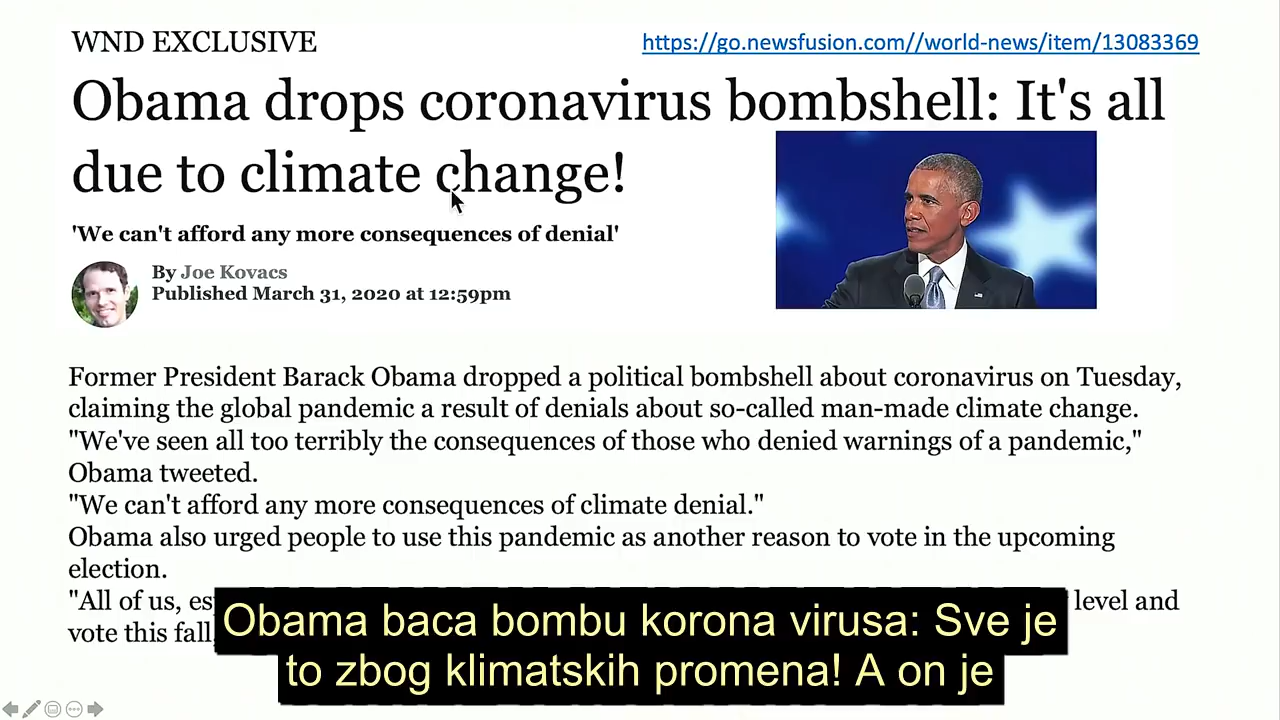 WND EXCLUSIVE
https://go.newsfusion.com//world-news/item/13083369
Obama drops coronavirus bombshell: It's all
due to climate change!
'We can't afford any more consequences of denial'
By Joe Kovacs
Published March 31, 2020 at 12:59pm
Former President Barack Obama dropped a political bombshell about coronavirus on Tuesday,
claiming the global pandemic a result of denials about so-called man-made climate change.
"We've seen all too terribly the consequences of those who denied warnings of a pandemic,"
Obama tweeted.
"We can't afford any more consequences of climate denial."
Obama also urged people to use this pandemic as another reason to vote in the upcoming
election.
"All of us, level and
vote this fall,
Obama baca bombu korona virusa: Sve je
to zbog klimatskih promena! A on je